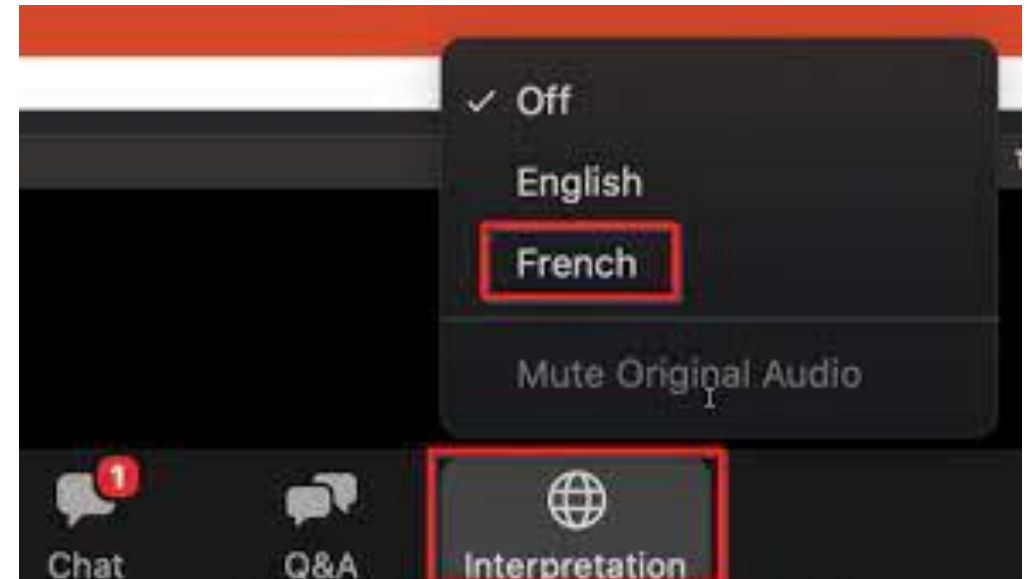 ✓ Off
English
French
Mute Original Audio
1
Chat
Q&A
Interpretation